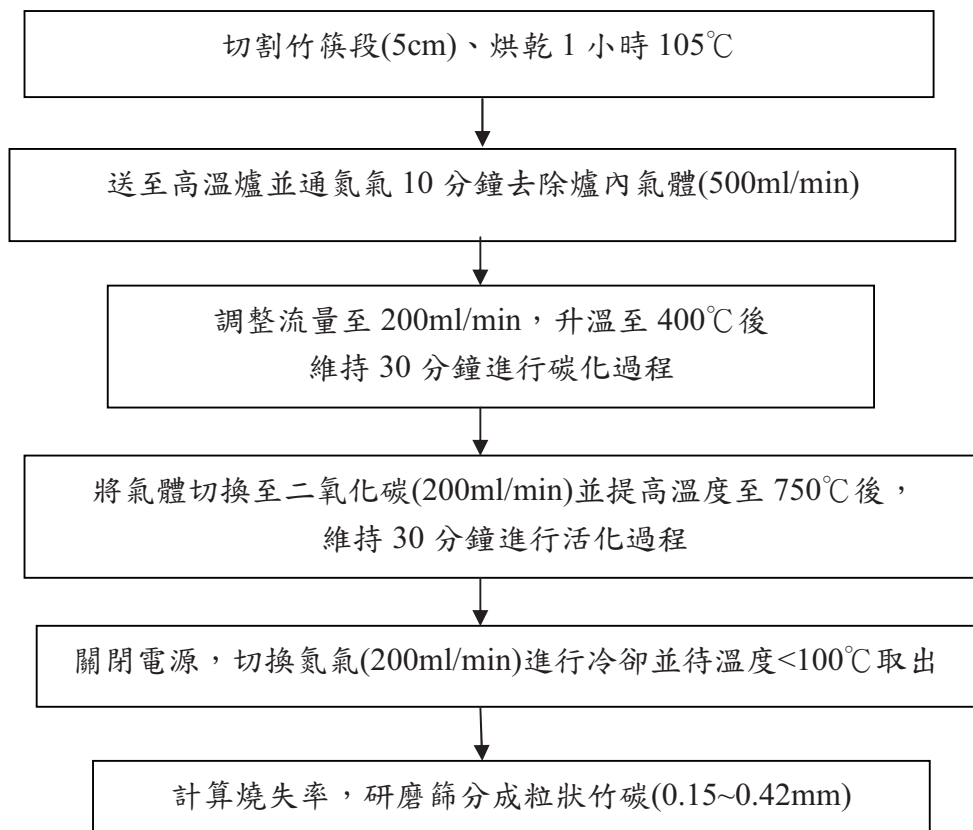 切割竹筷段(5cm)、烘乾 1 小時 105℃
送至高溫爐並通氮氣 10 分鐘去除爐內氣體(500ml/min)
調整流量至 200ml/min，升溫至 400℃後
維持 30 分鐘進行碳化過程
將氣體切換至二氧化碳(200ml/min)並提高溫度至 750℃後，
維持 30 分鐘進行活化過程
關閉電源，切換氮氣(200ml/min)進行冷卻並待溫度<100℃取出
計算燒失率，研磨篩分成粒狀竹碳(0.15~0.42mm)